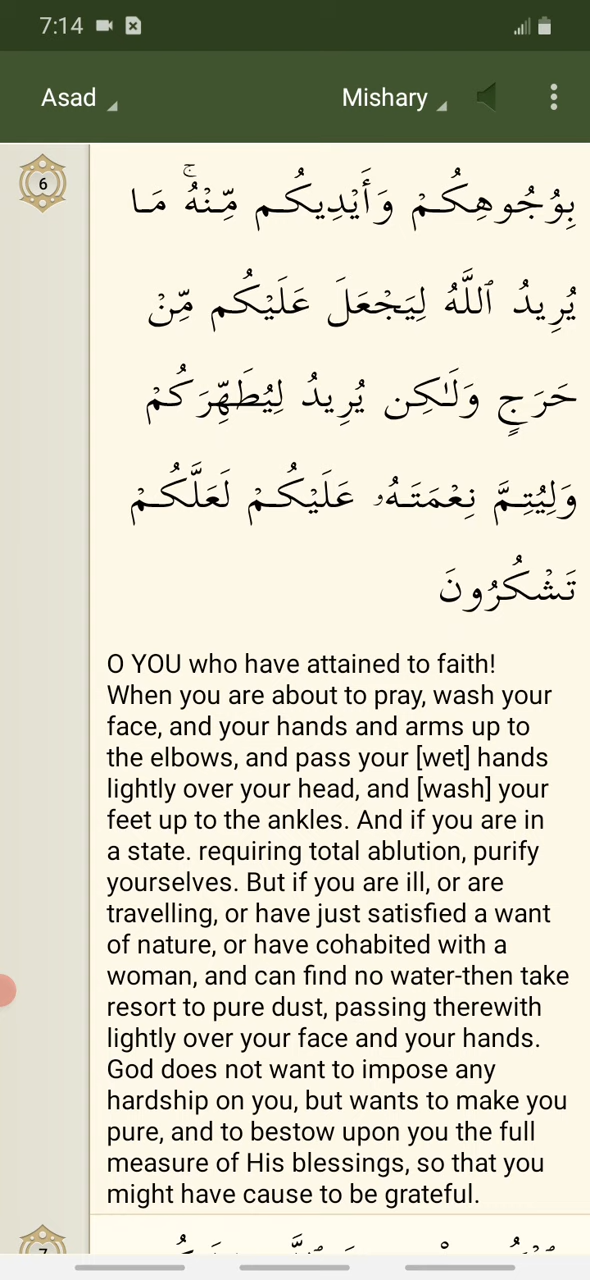 7:14
Asad
Mishary
6
بِوُجُوهِكُمْ وَأَيْدِيكُم مِّنْهُ ۚ مَا
يُرِيدُ ٱللَّهُ لِيَجْعَلَ عَلَيْكُم مِّنْ
حَرَجٍ وَلَـٰكِن يُرِيدُ لِيُطَهِّرَكُمْ
وَلِيُتِمَّ نِعْمَتَهُۥ عَلَيْكُمْ لَعَلَّكُمْ
تَشْكُرُونَ
O YOU who have attained to faith!
When you are about to pray, wash your
face, and your hands and arms up to
the elbows, and pass your [wet] hands
lightly over your head, and [wash] your
feet up to the ankles. And if you are in
a state. requiring total ablution, purify
yourselves. But if you are ill, or are
travelling, or have just satisfied a want
of nature, or have cohabited with a
woman, and can find no water-then take
resort to pure dust, passing therewith
lightly over your face and your hands.
God does not want to impose any
hardship on you, but wants to make you
pure, and to bestow upon you the full
measure of His blessings, so that you
might have cause to be grateful.
7